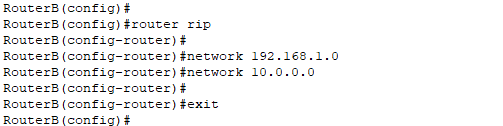 RouterB(config)#
RouterB(config)#router rip
RouterB(config-router)#
RouterB(config-router)#network 192.168.1.0
RouterB(config-router)#network 10.0.0.0
RouterB(config-router)#
RouterB(config-router)#exit
RouterB(config)#